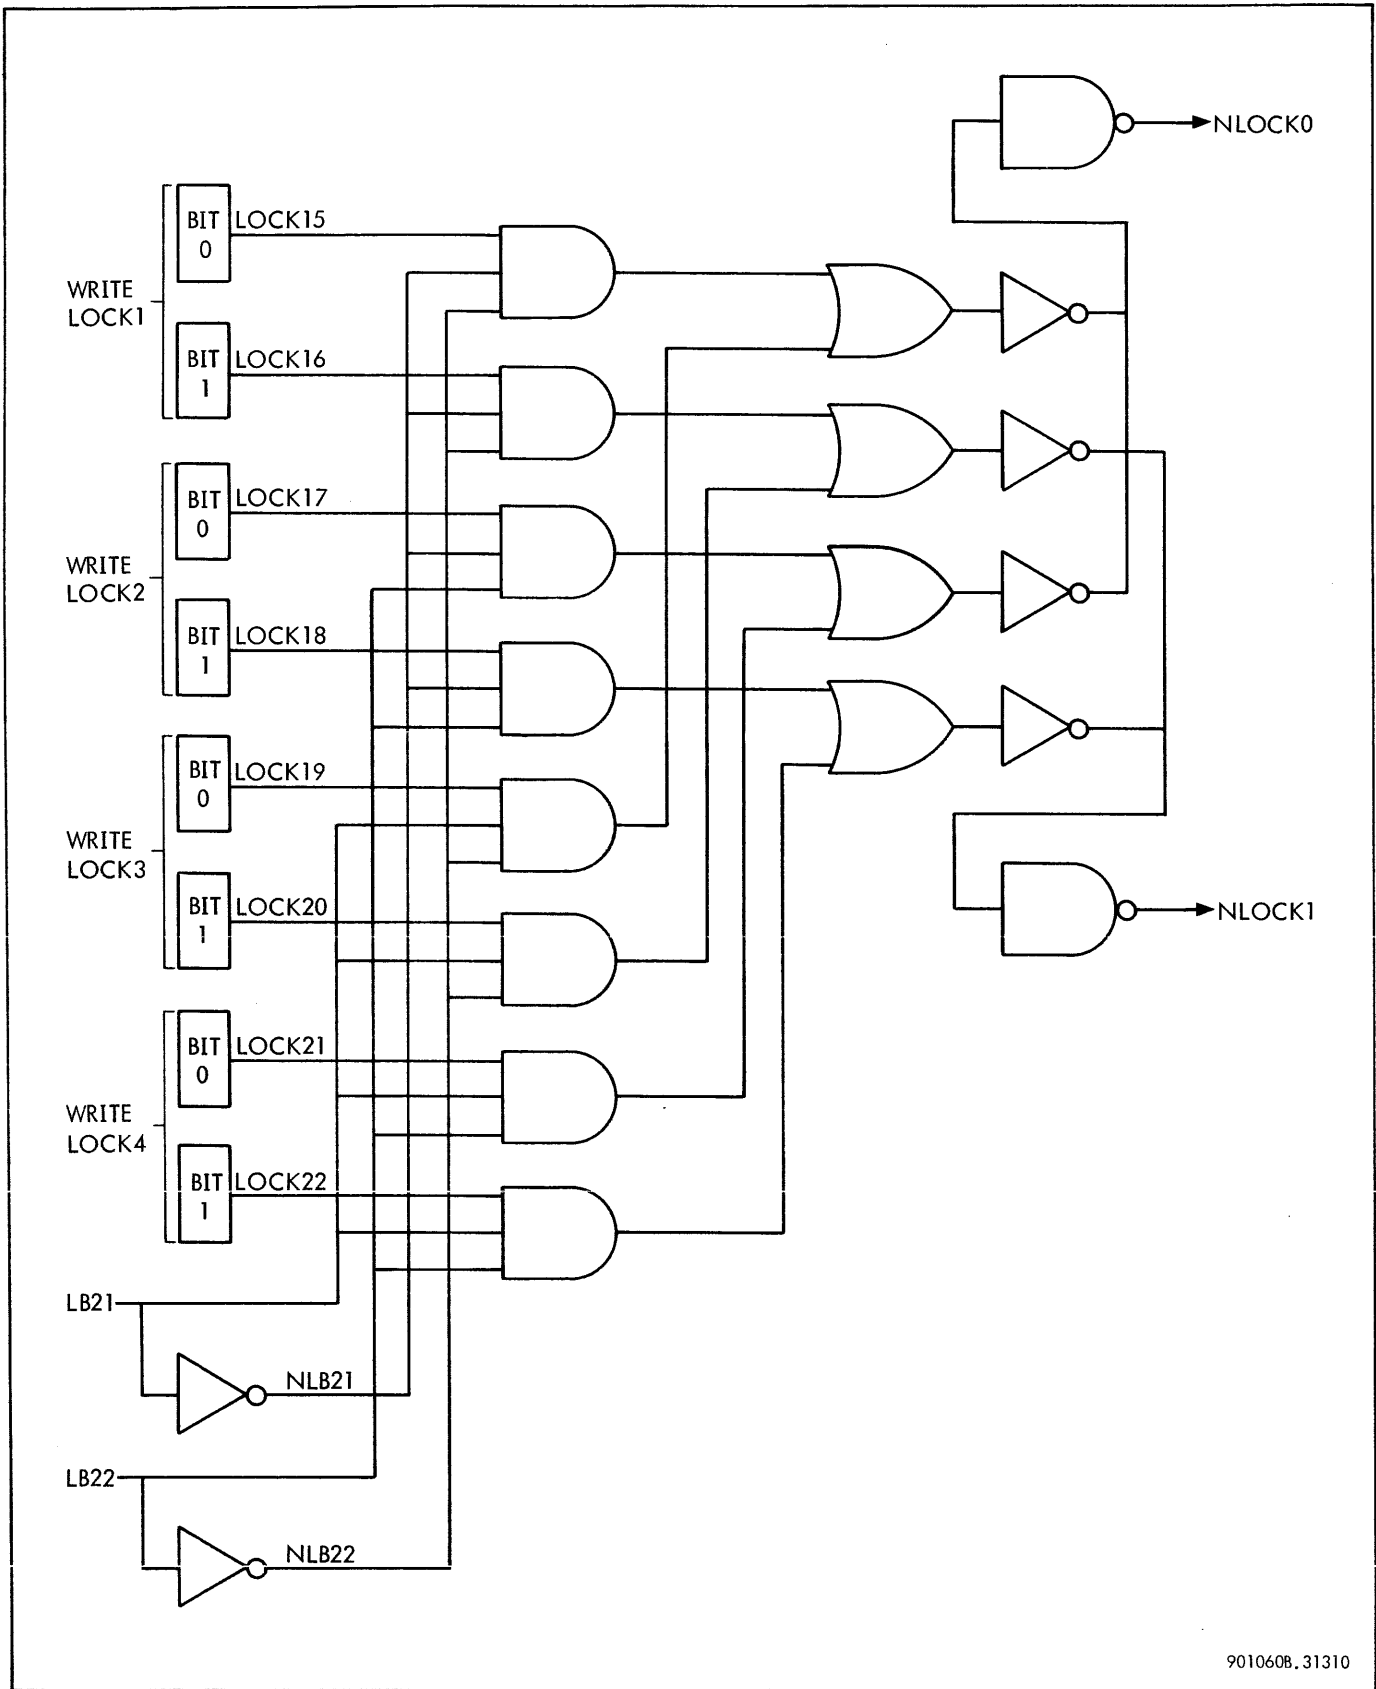 NLOCK0
BIT
0
LOCK15
WRITE
LOCK1
BIT
1
LOCK16
BIT
0
LOCK17
WRITE
LOCK2
BIT
1
LOCK18
BIT
0
LOCK19
WRITE
LOCK3
BIT
1
LOCK20
NLOCK1
BIT
0
LOCK21
WRITE
LOCK4
BIT
1
LOCK22
LB21
NLB21
LB22
NLB22
901060B.31310